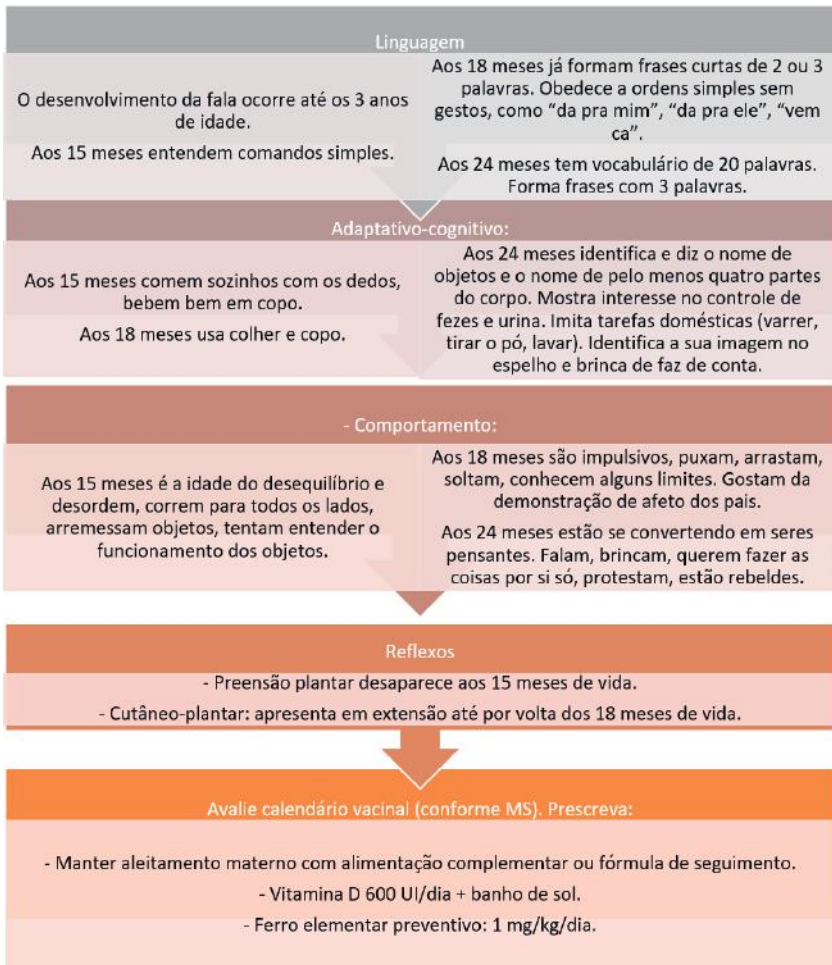 Linguagem
O desenvolvimento da fala ocorre até os 3 anos
de idade.
Aos 15 meses entendem comandos simples.
Aos 18 meses já formam frases curtas de 2 ou 3
palavras. Obedece a ordens simples sem
gestos, como “da pra mim”, “da pra ele”, “vem
ca”.
Aos 24 meses tem vocabulário de 20 palavras.
Forma frases com 3 palavras.
Adaptativo-cognitivo:
Aos 15 meses comem sozinhos com os dedos,
bebem bem em copo.
Aos 18 meses usa colher e copo.
Aos 24 meses identifica e diz o nome de
objetos e o nome de pelo menos quatro partes
do corpo. Mostra interesse no controle de
fezes e urina. Imita tarefas domésticas (varrer,
tirar o pó, lavar). Identifica a sua imagem no
espelho e brinca de faz de conta.
- Comportamento:
Aos 15 meses é a idade do desequilíbrio e
desordem, correm para todos os lados,
arremessam objetos, tentam entender o
funcionamento dos objetos.
Aos 18 meses são impulsivos, puxam, arrastam,
soltam, conhecem alguns limites. Gostam da
demonstração de afeto dos pais.
Aos 24 meses estão se convertendo em seres
pensantes. Falam, brincam, querem fazer as
coisas por si só, protestam, estão rebeldes.
Reflexos
- Preensão plantar desaparece aos 15 meses de vida.
- Cutâneo-plantar: apresenta em extensão até por volta dos 18 meses de vida.
Avalie calendário vacinal (conforme MS). Prescreva:
- Manter aleitamento materno com alimentação complementar ou fórmula de seguimento.
- Vitamina D 600 UI/dia + banho de sol.
- Ferro elementar preventivo: 1 mg/kg/dia.